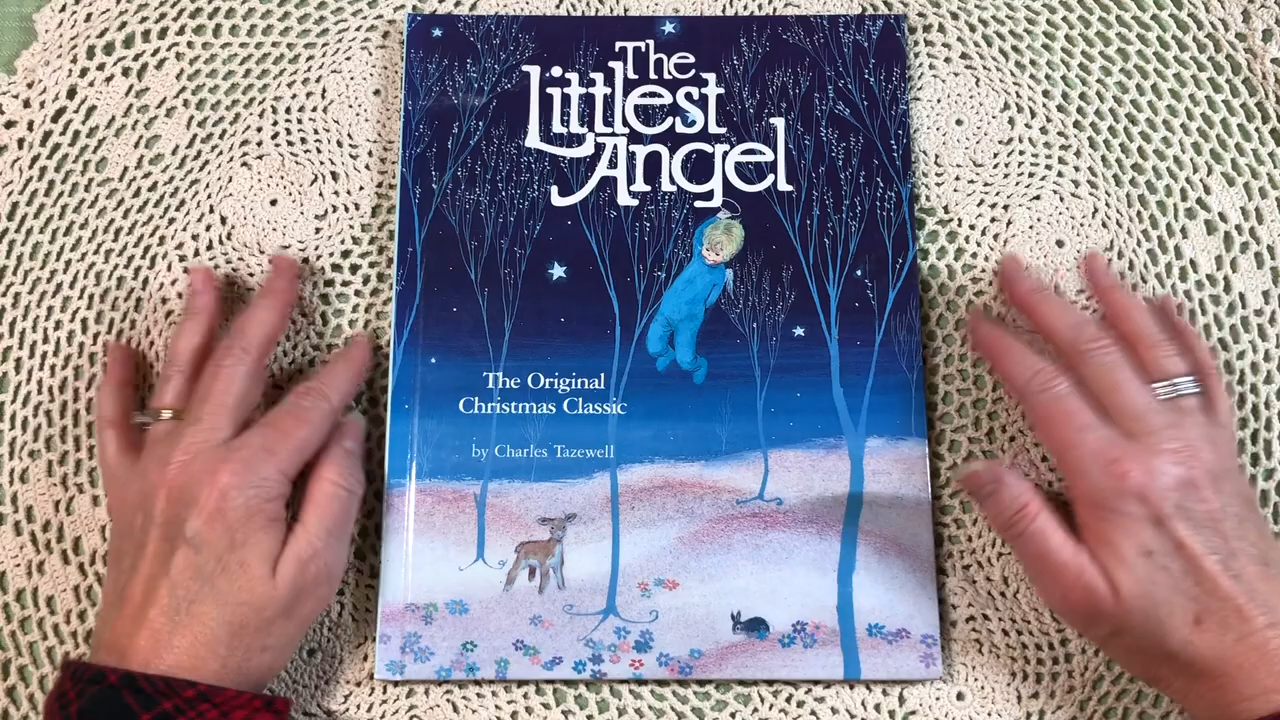 The
Littlest
Angel
The Original
Christmas Classic
by Charles Tazewell